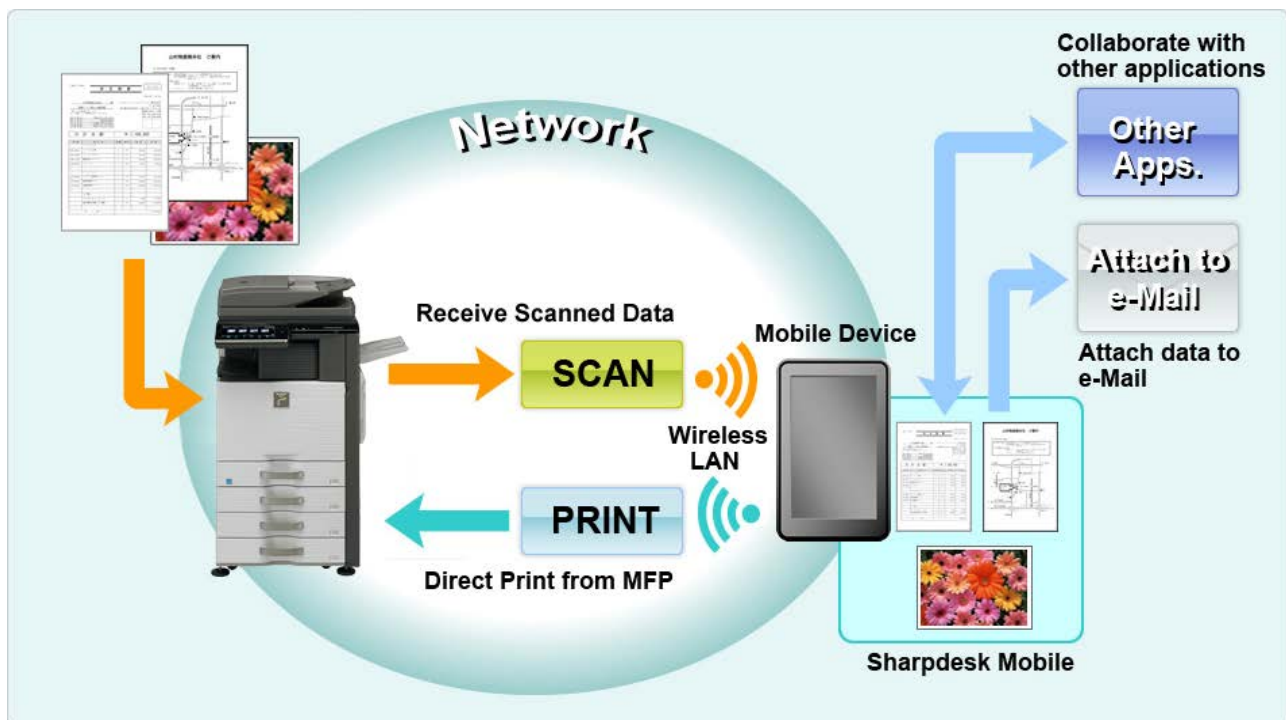 Collaborate with
other applications
Other
Apps.
Network
Attach to
e-Mail
Attach data to
e-Mail
Receive Scanned Data
SCAN
Mobile Device
Wireless
LAN
PRINT
Direct Print from MFP
Sharpdesk Mobile